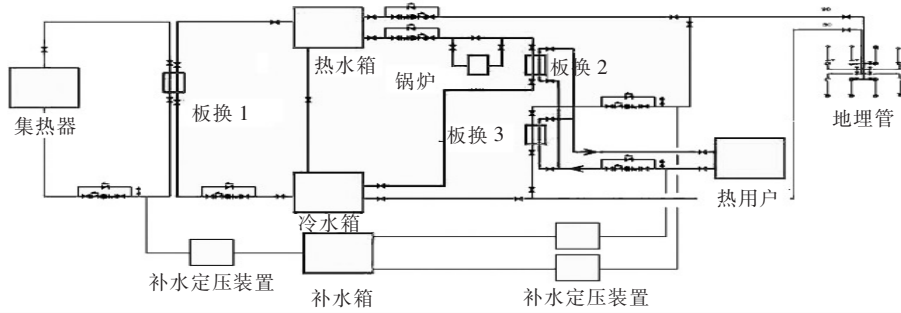 热水箱
锅炉
板换2
集热器
板换1
板换3
地埋管
冷水箱
热用户
补水定压装置
补水箱
补水定压装置